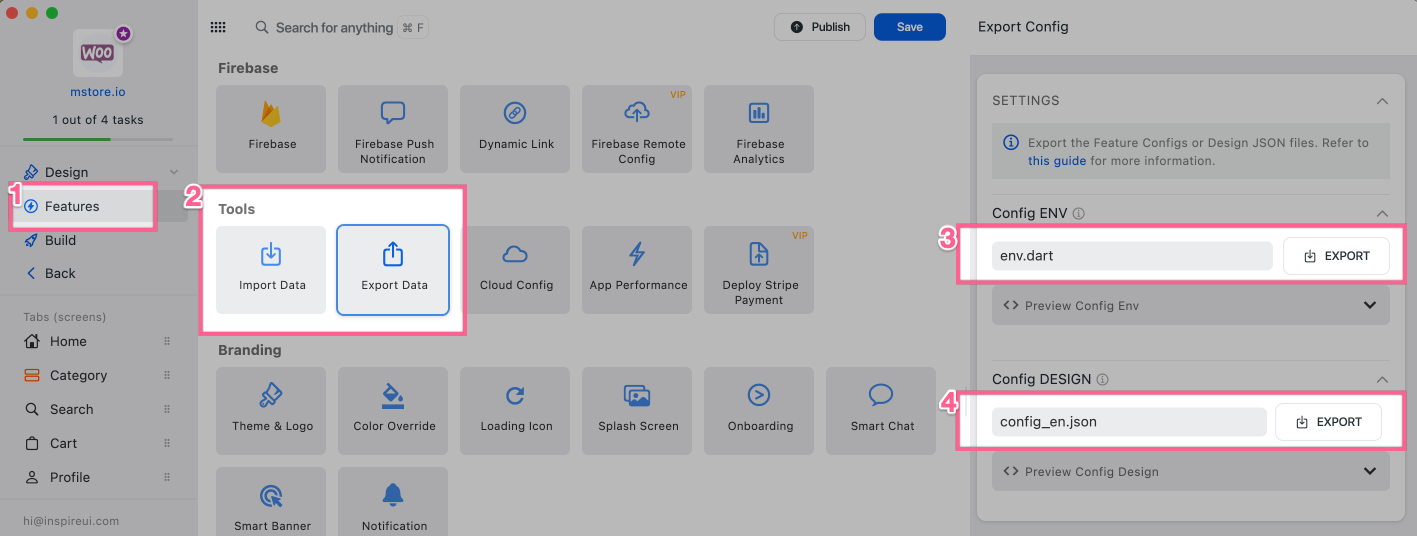 WOO
mstore.io
1 out of 4 tasks
Design
1
Features
Build
Back
Tabs (screens)
Home
Category
Search
Cart
Profile
hi@inspireui.com
Search for anything ⌘ F
Publish
Save
Firebase
Firebase
Firebase Push
Notification
Dynamic Link
VIP
Firebase Remote
Config
Firebase
Analytics
2
Tools
Import Data
Export Data
Cloud Config
App Performance
VIP
Deploy Stripe
Payment
Branding
Theme & Logo
Color Override
Loading Icon
Splash Screen
Onboarding
Smart Chat
Smart Banner
Notification
Export Config
SETTINGS
Export the Feature Configs or Design JSON files. Refer to
this guide for more information.
Config ENV
3
env.dart
EXPORT
Preview Config Env
Config DESIGN
4
config_en.json
EXPORT
Preview Config Design